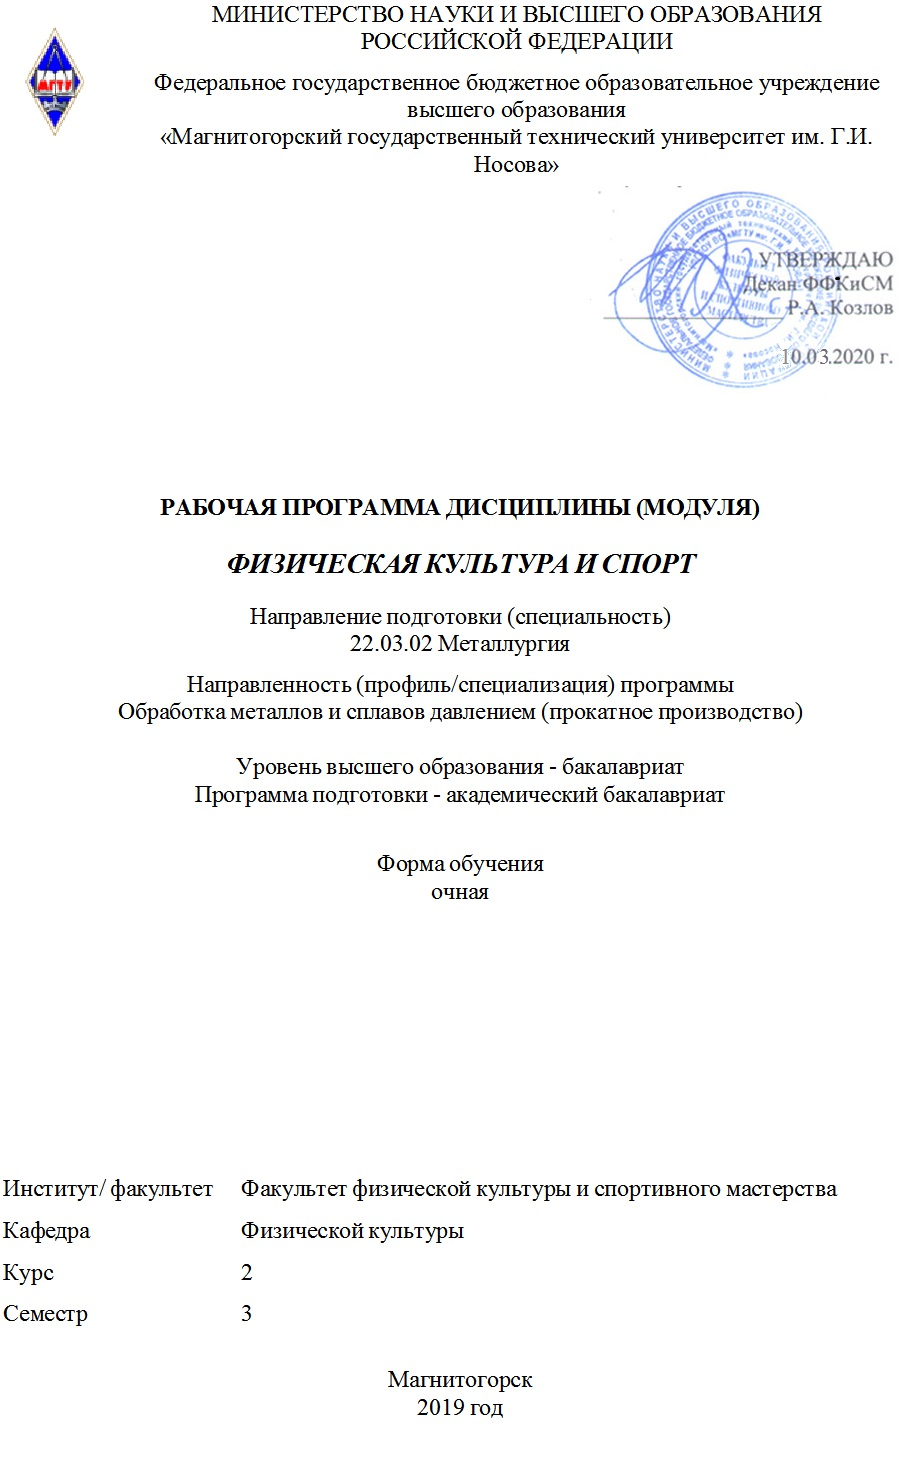 МИНИСТЕРСТВО НАУКИ И ВЫСШЕГО ОБРАЗОВАНИЯ
РОССИЙСКОЙ ФЕДЕРАЦИИ
МГТУ
Федеральное государственное бюджетное образовательное учреждение
высшего образования
«Магнитогорский государственный технический университет им. Г.И.
Носова»
УТВЕРЖДАЮ
Декан ФФКиСМ
Р.А. Козлов
10.03.2020 г.
РАБОЧАЯ ПРОГРАММА ДИСЦИПЛИНЫ (МОДУЛЯ)
ФИЗИЧЕСКАЯ КУЛЬТУРА И СПОРТ
Направление подготовки (специальность)
22.03.02 Металлургия
Направленность (профиль/специализация) программы
Обработка металлов и сплавов давлением (прокатное производство)
Уровень высшего образования - бакалавриат
Программа подготовки - академический бакалавриат
Форма обучения
очная
Институт/ факультет Факультет физической культуры и спортивного мастерства
Кафедра Физической культуры
Курс 2
Семестр 3
Магнитогорск
2019 год